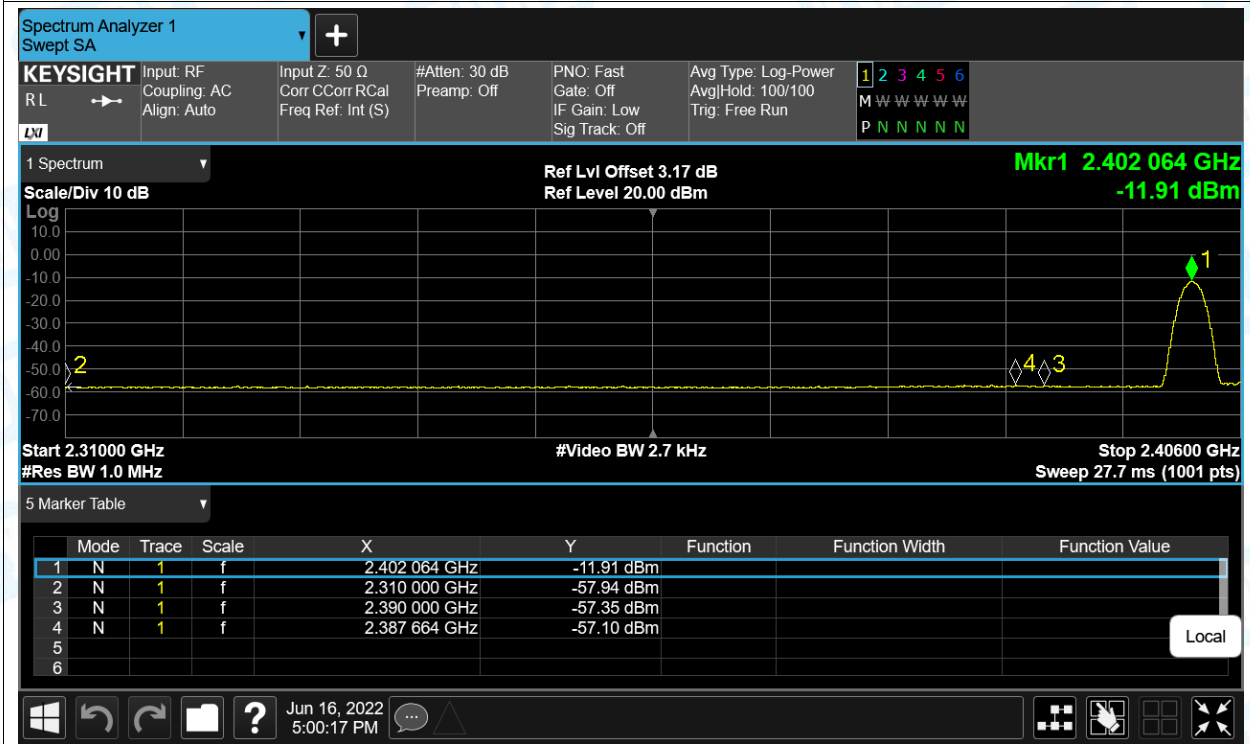 Spectrum Analyzer 1
Swept SA
+
KEYSIGHT Input: RF Input Z: 50 Ω #Atten: 30 dB PNO: Fast Avg Type: Log-Power 1 2 3 4 5 6
R L Coupling: AC Corr CCorr RCal Preamp: Off Gate: Off Avg|Hold: 100/100 M W W W W W
Align: Auto Freq Ref: Int (S) IF Gain: Low Trig: Free Run
LXI Sig Track: Off P N N N N N
1 Spectrum Ref Lvl Offset 3.17 dB Mkr1 2.402 064 GHz
Scale/Div 10 dB Ref Level 20.00 dBm -11.91 dBm
Log
10.0
0.00 1
-10.0
-20.0
-30.0
-40.0
-50.0 2 4 3
-60.0
-70.0
Start 2.31000 GHz #Video BW 2.7 kHz Stop 2.40600 GHz
#Res BW 1.0 MHz Sweep 27.7 ms (1001 pts)
5 Marker Table
Mode Trace Scale X Y Function Function Width Function Value
1 N 1 f 2.402 064 GHz -11.91 dBm
2 N 1 f 2.310 000 GHz -57.94 dBm
3 N 1 f 2.390 000 GHz -57.35 dBm
4 N 1 f 2.387 664 GHz -57.10 dBm
5
6
Local
? Jun 16, 2022
5:00:17 PM